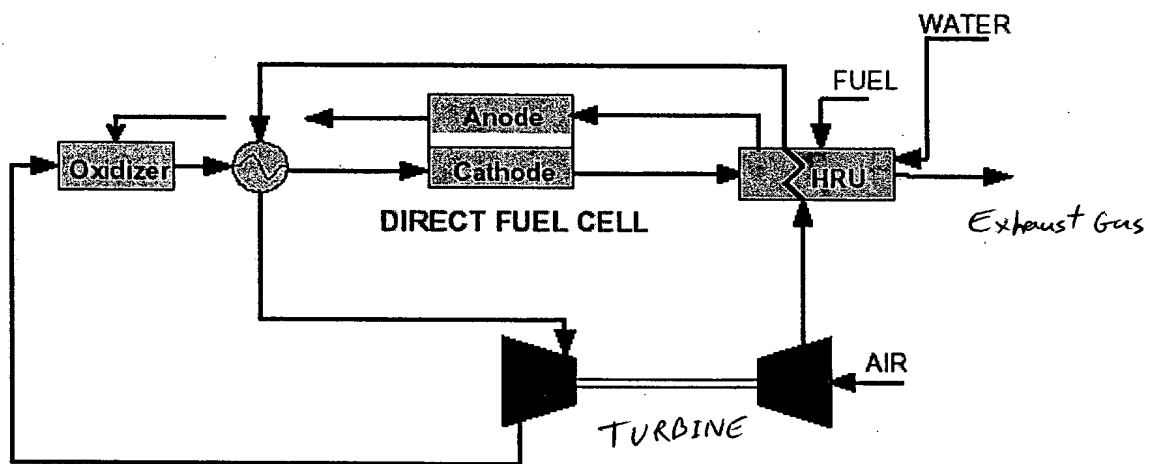 WATER
FUEL
Anode
Oxidizer
Cathode
HRU
DIRECT FUEL CELL
Exhaust Gas
AIR
TURBINE